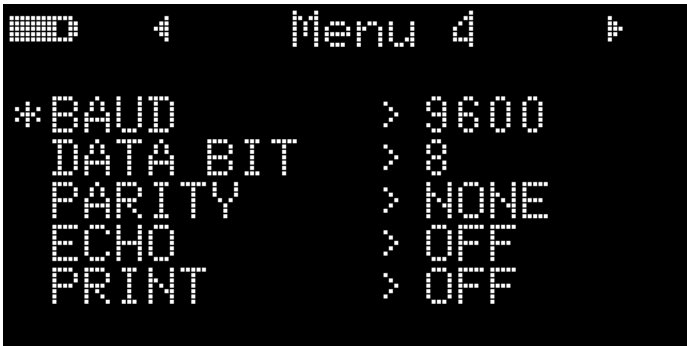 Menu 4
*BAUD > 9600
DATA BIT > 8
PARITY > NONE
ECHO > OFF
PRINT > OFF